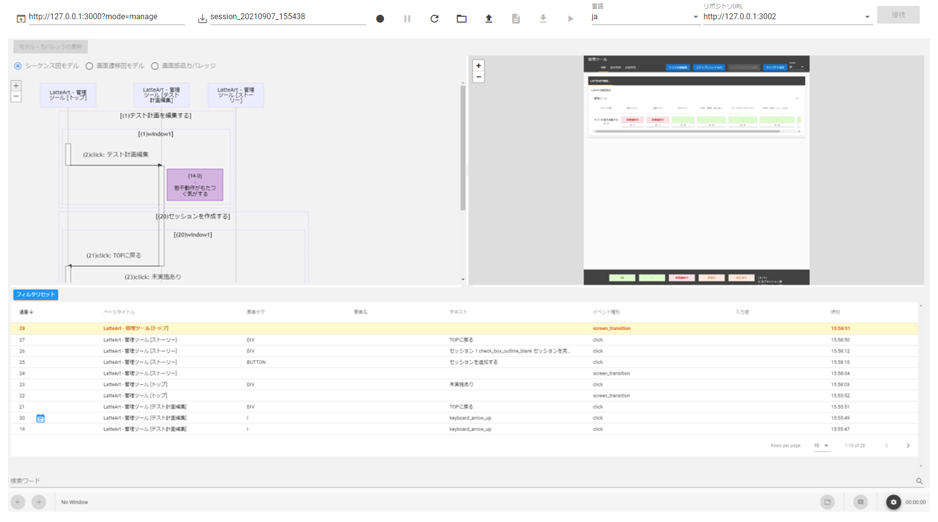 http://127.0.0.1:3000?mode=manage
session_20210907_155438
言語
ja
リポジトリURL
http://127.0.0.1:3002
接続
モデル・カバレッジの更新
シーケンス図モデル
画面遷移図モデル
画面部品カバレッジ
LatteArt - 管理ツール [トップ]
LatteArt - 管理ツール [テスト計画編集]
LatteArt - 管理ツール [ストーリー]
[(1)テスト計画を編集する]
[(1)window1]
(2)click: テスト計画編集
(14-0)
若干動作がもたつく気がする
[(20)セッションを作成する]
[(20)window1]
(21)click: TOPに戻る
(23)click: 未実施あり
管理ツール
フィルタリセット
通番
ページタイトル
要素タグ
要素名
テキスト
イベント種別
入力値
時刻
28 LatteArt - 管理ツール [トップ] screen_transition 15:58:51
27 LatteArt - 管理ツール [ストーリー] DIV TOPに戻る click 15:58:50
26 LatteArt - 管理ツール [ストーリー] DIV セッション 1 check_box_outline_blank セッションを完... click 15:58:12
25 LatteArt - 管理ツール [ストーリー] BUTTON セッションを追加する click 15:58:10
24 LatteArt - 管理ツール [ストーリー] screen_transition 15:58:04
23 LatteArt - 管理ツール [トップ] DIV 未実施あり click 15:58:03
22 LatteArt - 管理ツール [トップ] screen_transition 15:55:52
21 LatteArt - 管理ツール [テスト計画編集] DIV TOPに戻る click 15:55:51
20 LatteArt - 管理ツール [テスト計画編集] I keyboard_arrow_up click 15:55:49
19 LatteArt - 管理ツール [テスト計画編集] I keyboard_arrow_up click 15:55:47
Rows per page:
10
1-10 of 28
検索ワード
No Window
00:00:00